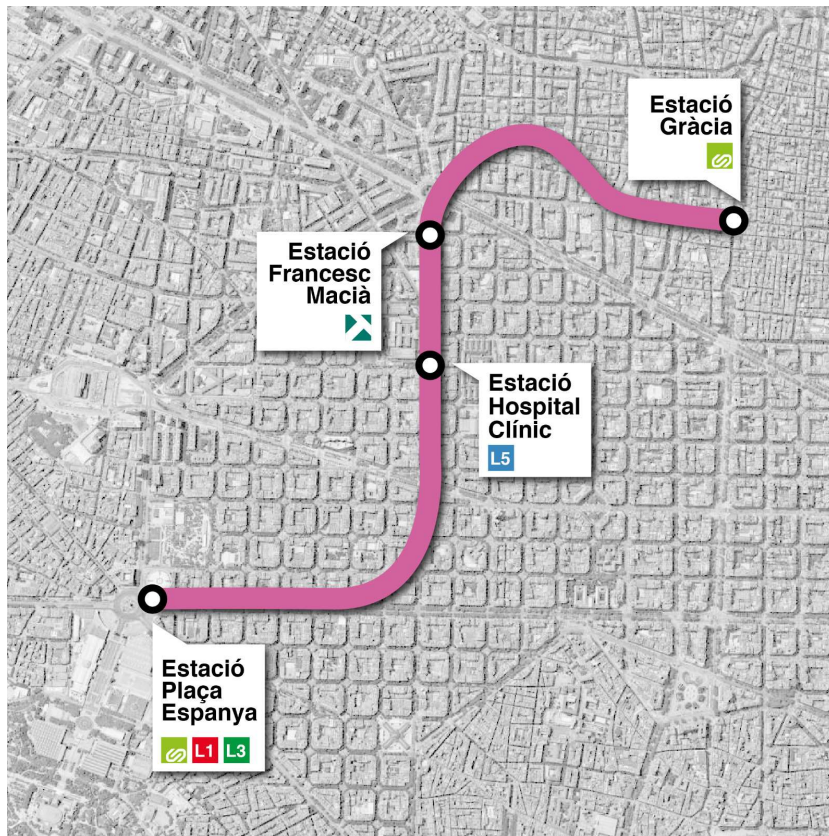 Estació
Gràcia
Estació
Francesc
Macià
Estació
Hospital
Clínic
L5
Estació
Plaça
Espanya
L1 L3